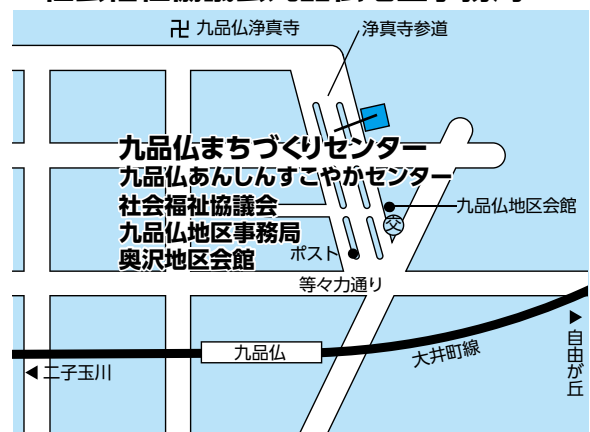 卍 九品仏浄真寺
浄真寺参道
九品仏まちづくりセンター
九品仏あんしんすこやかセンター
社会福祉協議会
九品仏地区事務局
奥沢地区会館
九品仏地区会館
交
ポスト
等々力通り
九品仏
大井町線
◀二子玉川
▶自由が丘